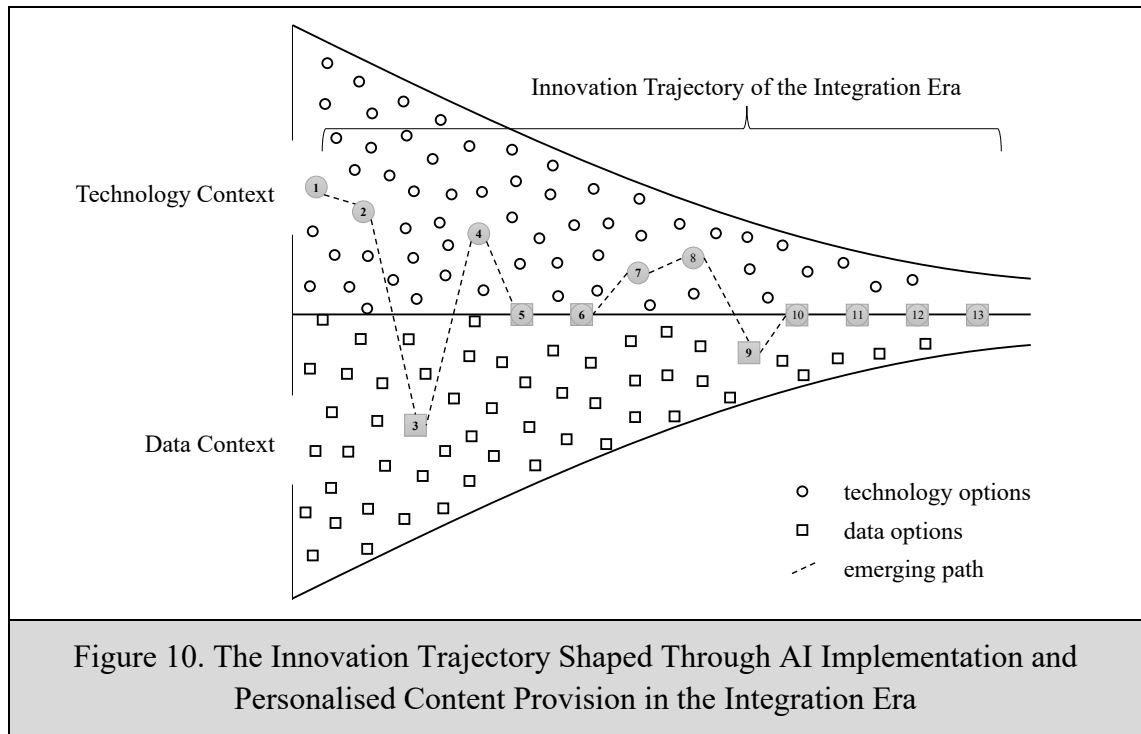 Innovation Trajectory of the Integration Era
Technology Context
1
2
4
7
8
5
6
10
11
12
13
9
3
Data Context
technology options
data options
emerging path
Figure 10. The Innovation Trajectory Shaped Through AI Implementation and
Personalised Content Provision in the Integration Era